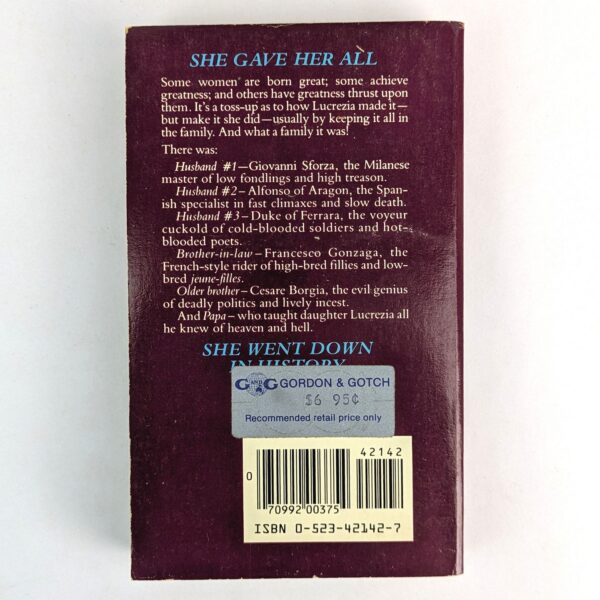 SHE GAVE HER ALL
Some women are born great; some achieve
greatness; and others have greatness thrust upon
them. It's a toss-up as to how Lucrezia made it—
but make it she did—usually by keeping it all in
the family. And what a family it was!
There was:
Husband #1—Giovanni Sforza, the Milanese
master of low fondlings and high treason.
Husband #2—Alfonso of Aragon, the Span-
ish specialist in fast climaxes and slow death.
Husband #3—Duke of Ferrara, the voyeur
cuckold of cold-blooded soldiers and hot-
blooded poets.
Brother-in-law—Francesco Gonzaga, the
French-style rider of high-bred fillies and low-
bred jeune-filles.
Older brother—Cesare Borgia, the evil genius
of deadly politics and lively incest.
And Papa—who taught daughter Lucrezia all
he knew of heaven and hell.
SHE WENT DOWN
IN HISTORY
G AND G GORDON & GOTCH
$6 95¢
Recommended retail price only
42142
0
70992 00375
ISBN 0-523-42142-7